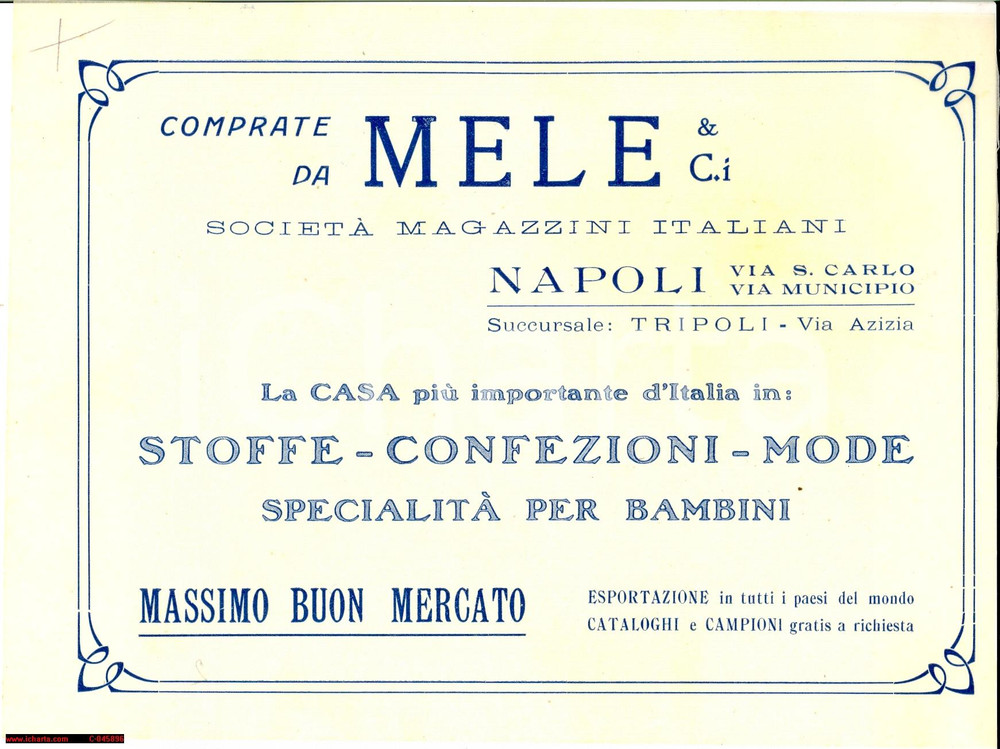 COMPRATE
DA MELE & C.i
SOCIETÀ MAGAZZINI ITALIANI
NAPOLI VIA S. CARLO
VIA MUNICIPIO
Succursale: TRIPOLI - Via Azizia
La CASA più importante d'Italia in:
STOFFE - CONFEZIONI - MODE
SPECIALITÀ PER BAMBINI
MASSIMO BUON MERCATO
ESPORTAZIONE in tutti i paesi del mondo
CATALOGHI e CAMPIONI gratis a richiesta
www.icharta.com C-045896